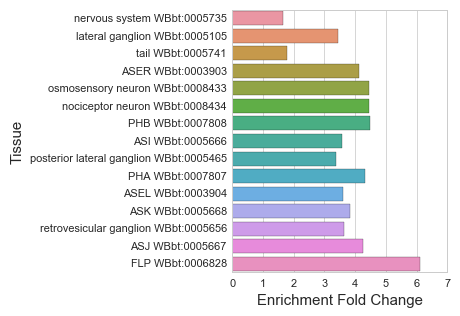 nervous system WBbt:0005735
lateral ganglion WBbt:0005105
tail WBbt:0005741
ASER WBbt:0003903
osmosensory neuron WBbt:0008433
nociceptor neuron WBbt:0008434
PHB WBbt:0007808
ASI WBbt:0005666
posterior lateral ganglion WBbt:0005465
PHA WBbt:0007807
ASEL WBbt:0003904
ASK WBbt:0005668
retrovesicular ganglion WBbt:0005656
ASJ WBbt:0005667
FLP WBbt:0006828
Tissue
0 1 2 3 4 5 6 7
Enrichment Fold Change